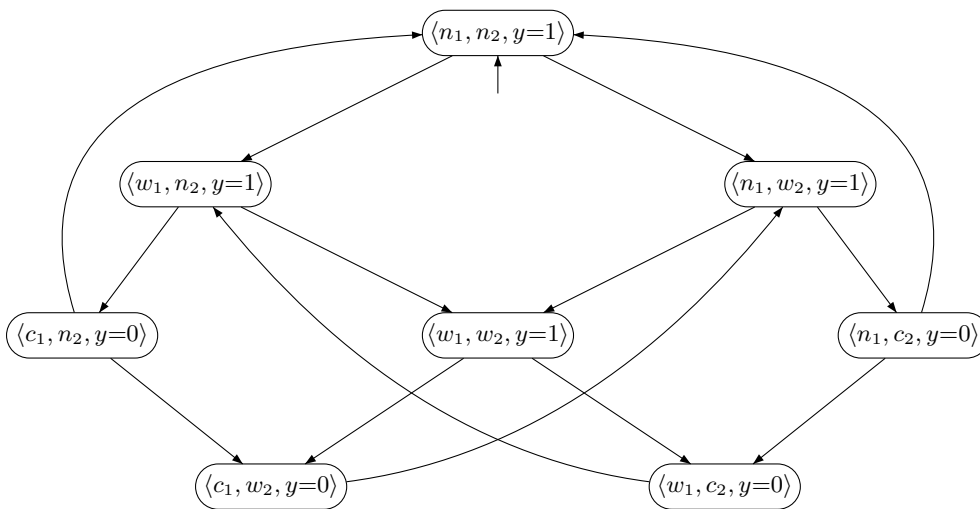 ⟨n₁, n₂, y=1⟩
⟨w₁, n₂, y=1⟩
⟨n₁, w₂, y=1⟩
⟨c₁, n₂, y=0⟩
⟨w₁, w₂, y=1⟩
⟨n₁, c₂, y=0⟩
⟨c₁, w₂, y=0⟩
⟨w₁, c₂, y=0⟩